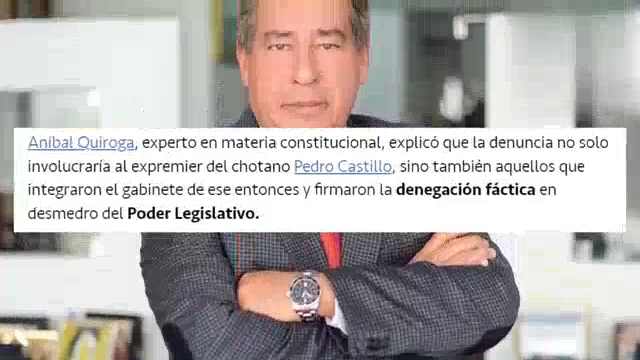 Aníbal Quiroga, experto en materia constitucional, explicó que la denuncia no solo
involucraría al expremier del chotano Pedro Castillo, sino también aquellos que
integraron el gabinete de ese entonces y firmaron la denegación fáctica en
desmedro del Poder Legislativo.